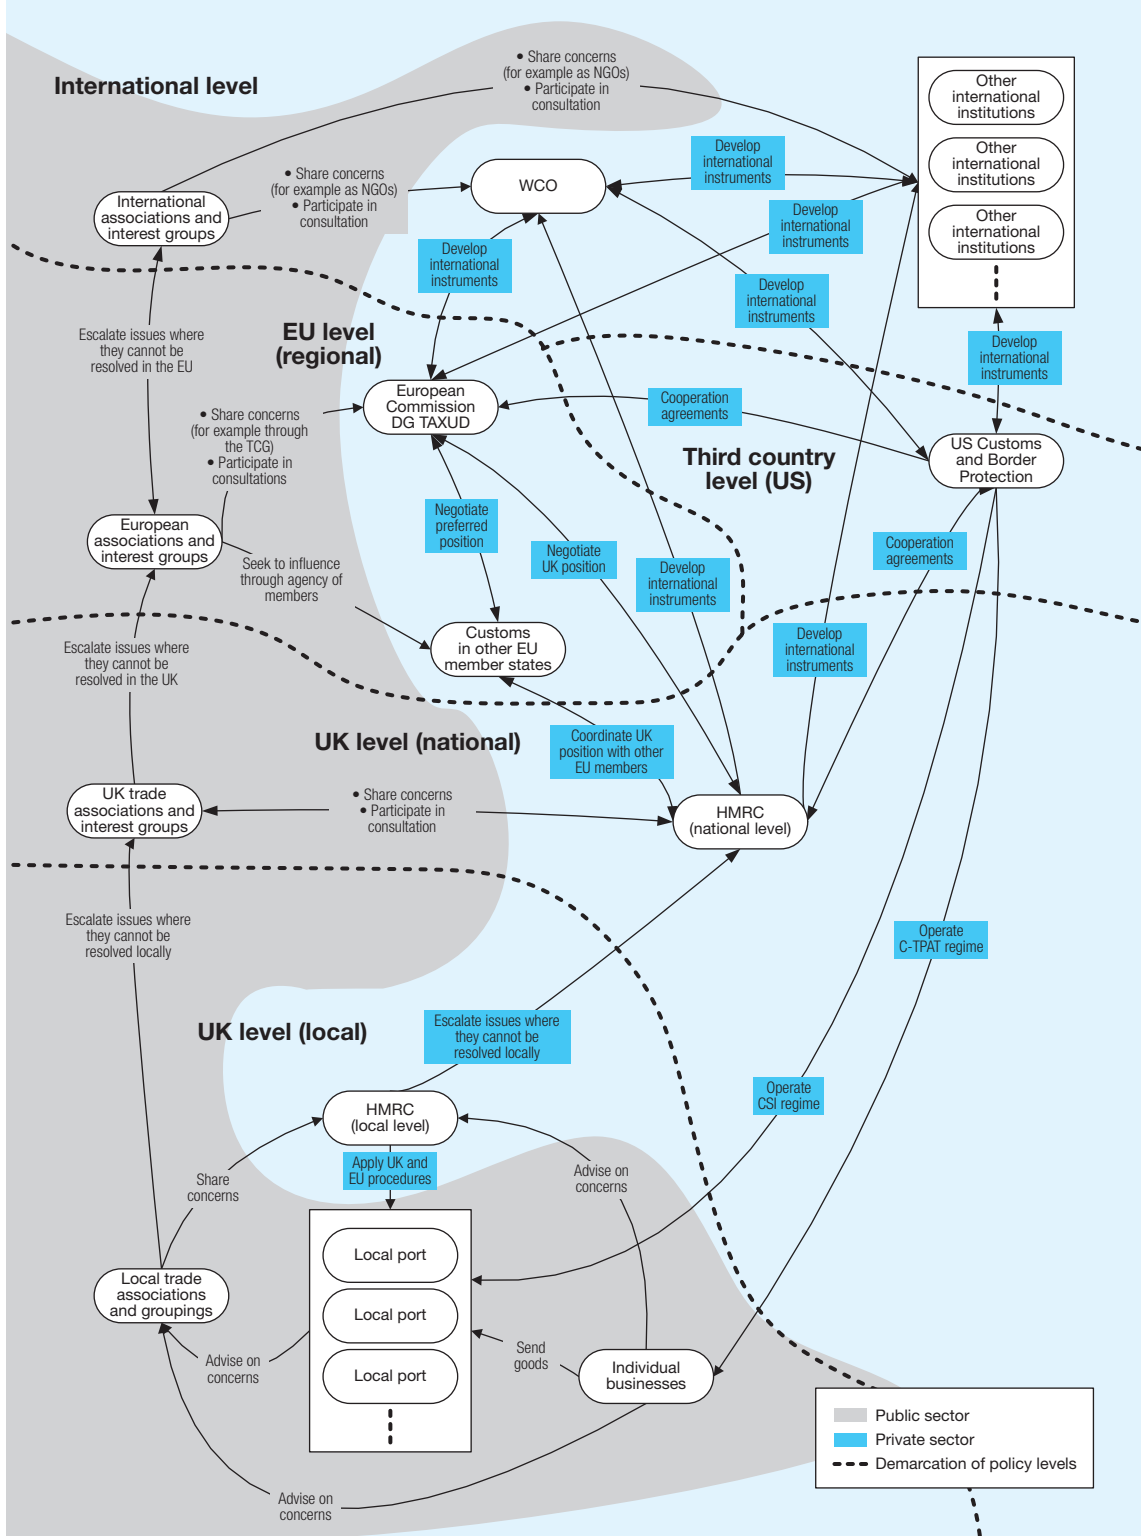 International level
• Share concerns
(for example as NGOs)
• Participate in
consultation
Other
international
institutions
Other
international
institutions
Other
international
institutions
Develop
international
instruments
• Share concerns
(for example as NGOs)
• Participate in
consultation
WCO
International
associations and
interest groups
Develop
international
instruments
Develop
international
instruments
Develop
international
instruments
Develop
international
instruments
EU level
(regional)
Escalate issues where
they cannot be
resolved in the EU
European
Commission
DG TAXUD
Cooperation
agreements
• Share concerns
(for example through
the TCG)
• Participate in
consultations
Third country
level (US)
US Customs
and Border
Protection
European
associations and
interest groups
Negotiate
preferred
position
Negotiate
UK position
Develop
international
instruments
Cooperation
agreements
Seek to influence
through agency of
members
Customs
in other EU
member states
Develop
international
instruments
Escalate issues where
they cannot be
resolved in the UK
UK level (national)
Coordinate UK
position with other
EU members
UK trade
associations and
interest groups
• Share concerns
• Participate in
consultation
HMRC
(national level)
Escalate issues where
they cannot be
resolved locally
Operate
C-TPAT regime
UK level (local)
Escalate issues where
they cannot be
resolved locally
Operate
CSI regime
HMRC
(local level)
Apply UK and
EU procedures
Share
concerns
Advise on
concerns
Local port
Local port
Local port
Local trade
associations
and groupings
Advise on
concerns
Send
goods
Individual
businesses
Advise on
concerns
Public sector
Private sector
Demarcation of policy levels